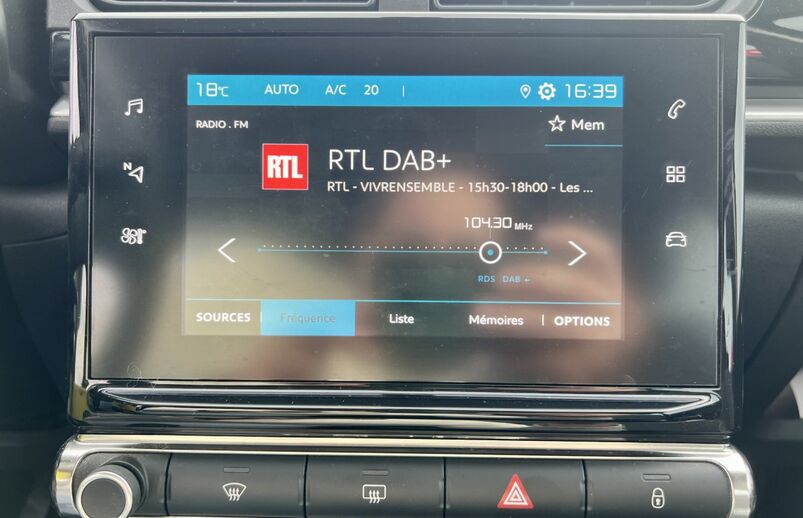 18°C AUTO A/C 20 16:39
RADIO . FM
Mem
RTL
RTL DAB+
RTL - VIVRENSEMBLE - 15h30-18h00 - Les ...
104.30 MHz
N
RDS DAB
SOURCES Fréquence Liste Mémoires OPTIONS